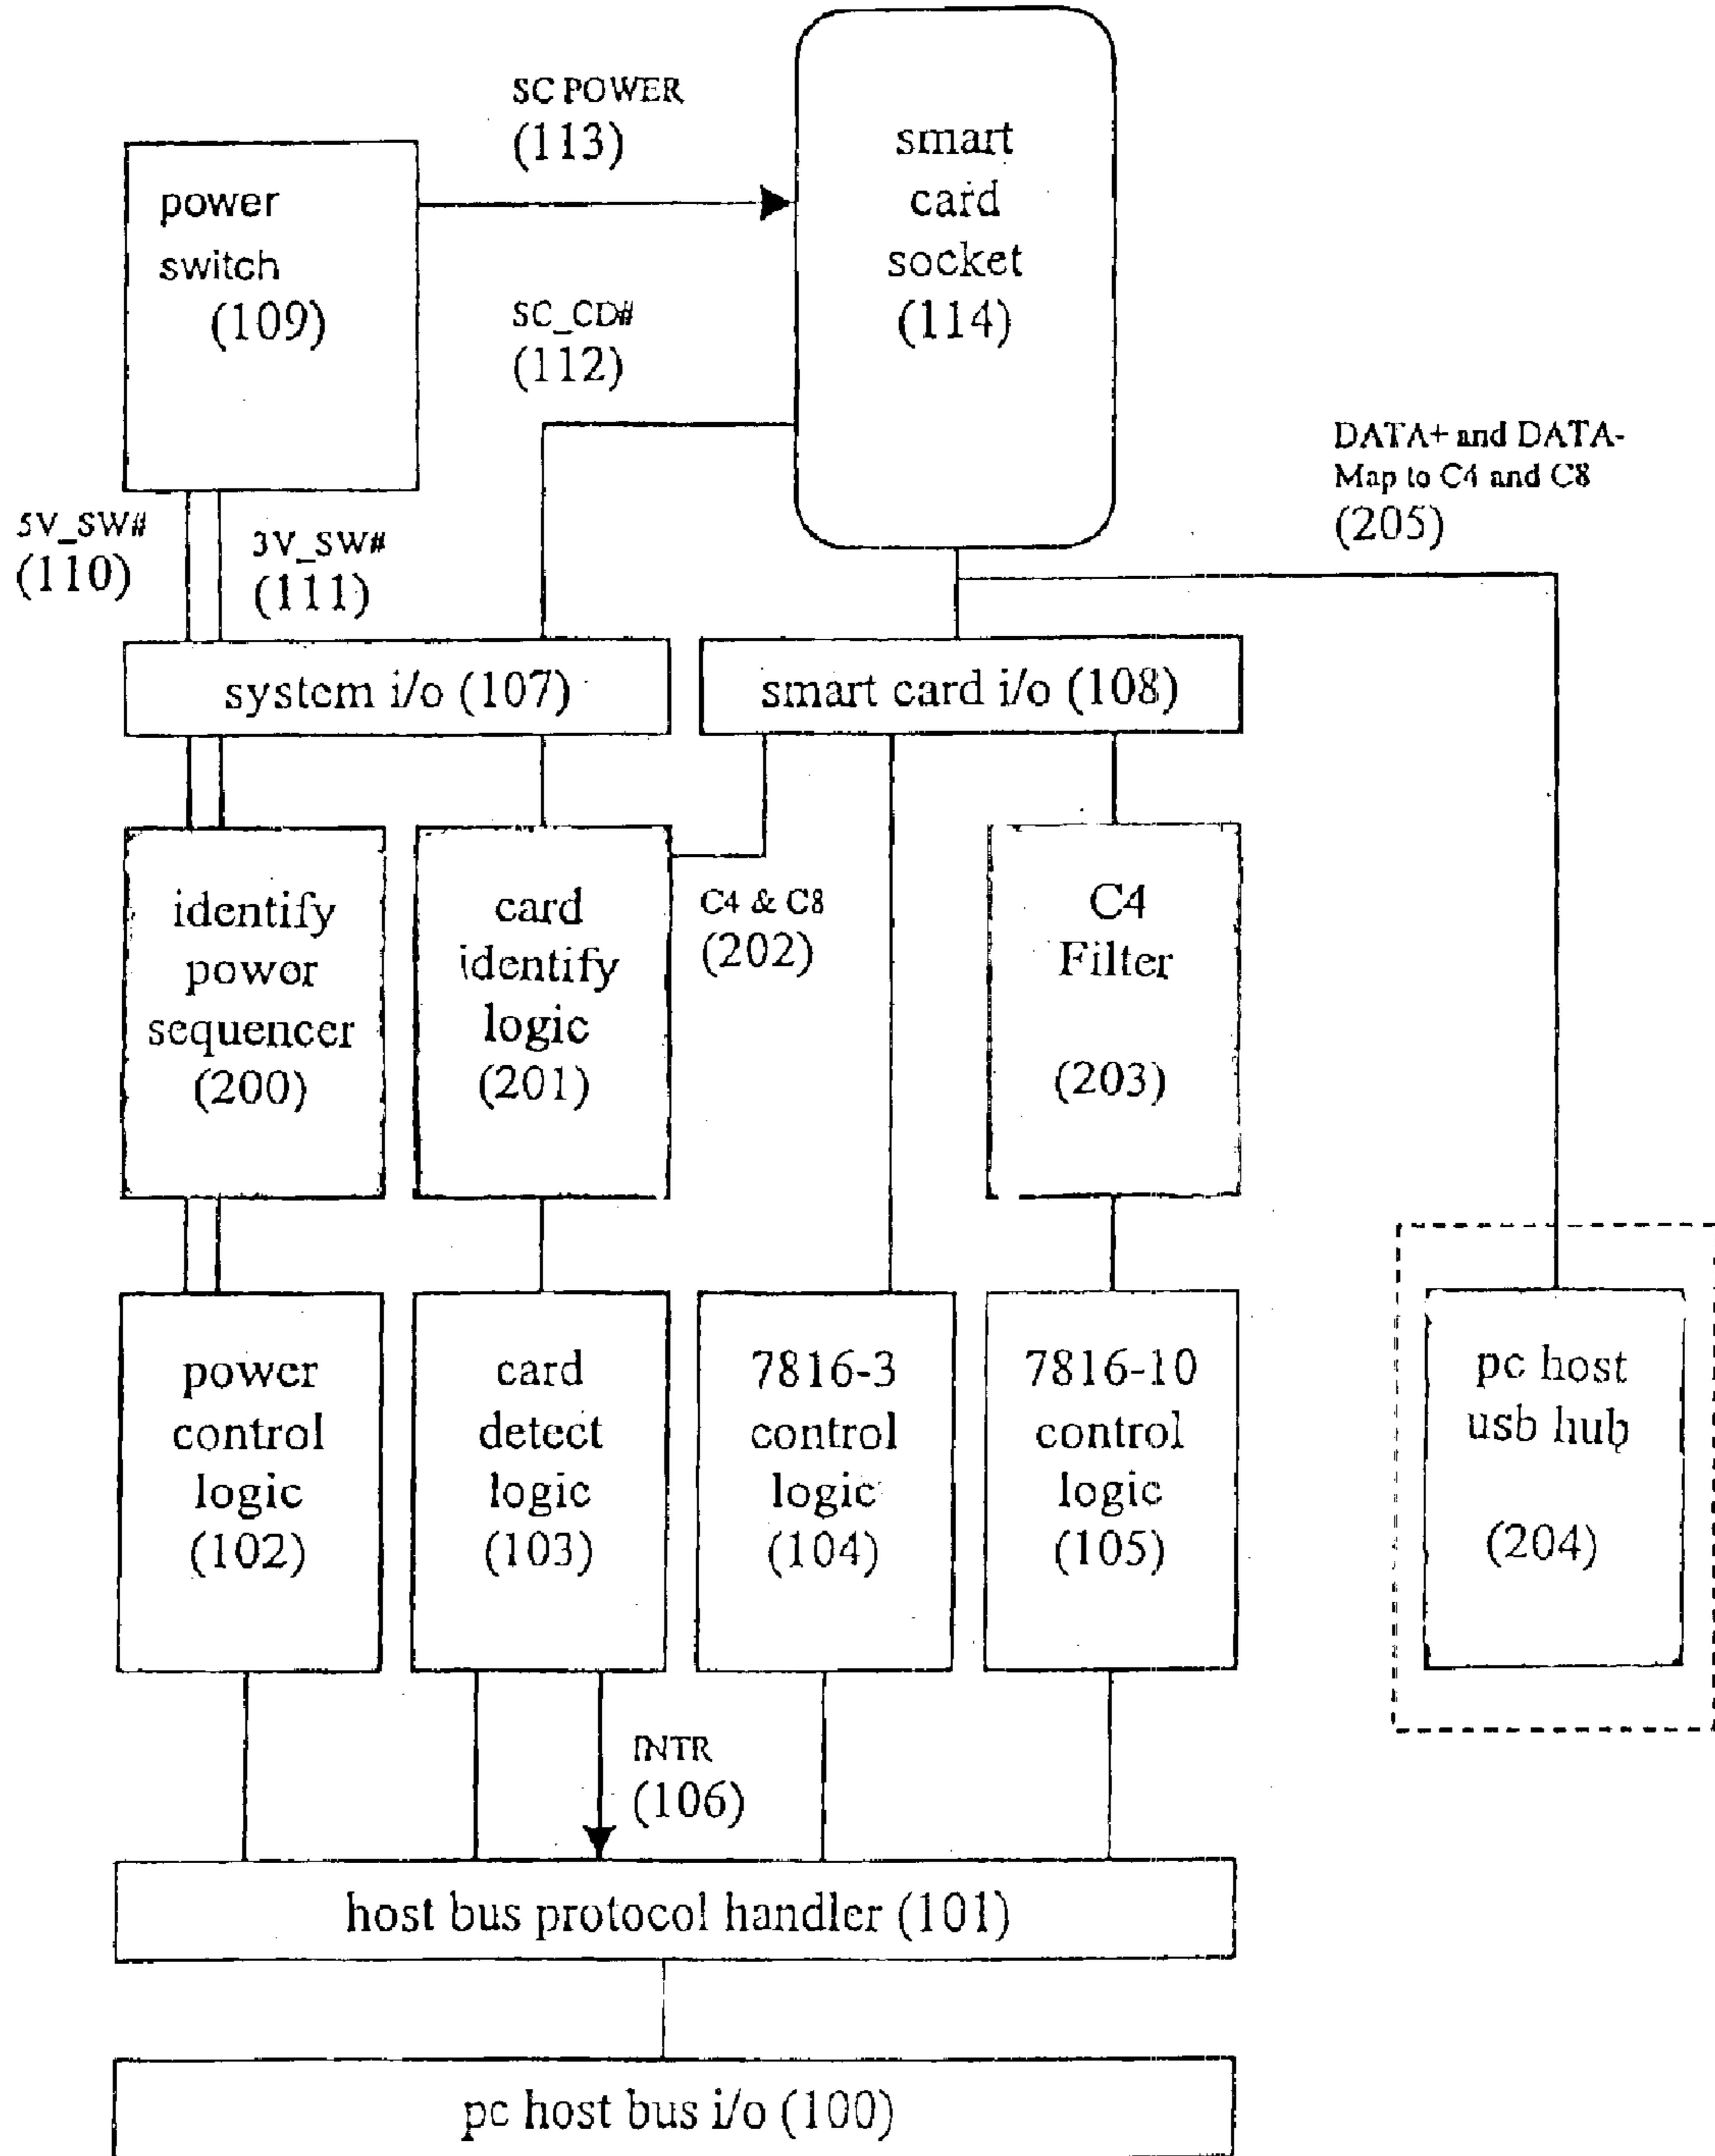 SC POWER
(113)
smart
card
socket
(114)
power
switch
(109)
SC_CD#
(112)
DATA+ and DATA-
Map to C4 and C8
(205)
5V_SW#
(110)
3V_SW#
(111)
system i/o (107)
smart card i/o (108)
identify
powor
sequencer
(200)
card
identify
logic
(201)
C4 & C8
(202)
C4
Filter
(203)
power
control
logic
(102)
card
detect
logic
(103)
7816-3
control
logic
(104)
7816-10
control
logic
(105)
pc host
usb hub
(204)
INTR
(106)
host bus protocol handler (101)
pc host bus i/o (100)